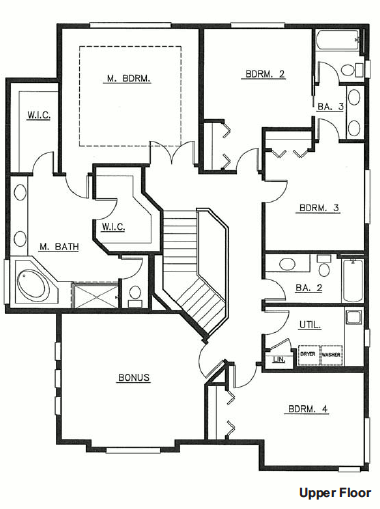 M. BDRM.
BDRM. 2
W.I.C.
BA. 3
W.I.C.
BDRM. 3
M. BATH
BA. 2
UTIL.
DRYER WASHER
LIN.
BONUS
BDRM. 4
Upper Floor